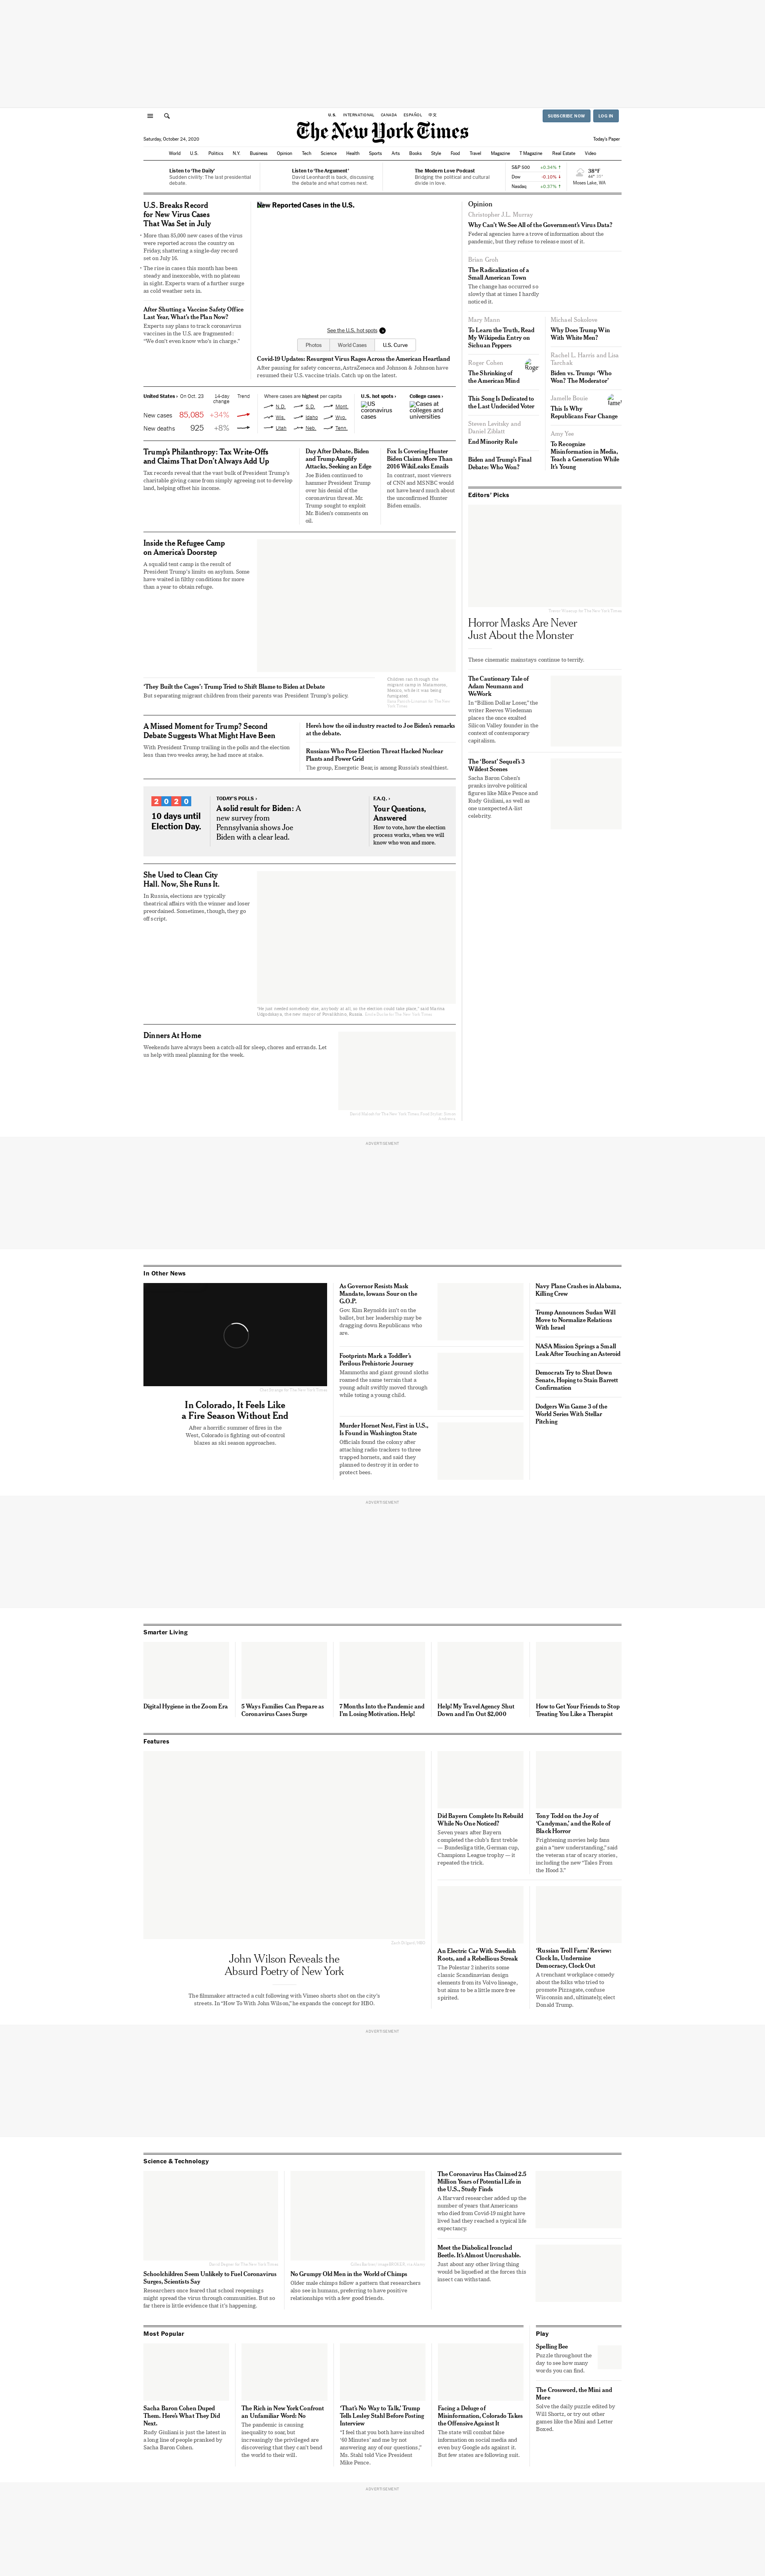 U.S. INTERNATIONAL CANADA ESPAÑOL 中文
SUBSCRIBE NOW LOG IN
The New York Times
Saturday, October 24, 2020
Today's Paper
World U.S. Politics N.Y. Business Opinion Tech Science Health Sports Arts Books Style Food Travel Magazine T Magazine Real Estate Video
Listen to 'The Daily'
Sudden civility: The last presidential
debate.
Listen to 'The Argument'
David Leonhardt is back, discussing
the debate and what comes next.
The Modern Love Podcast
Bridging the political and cultural
divide in love.
S&P 500 +0.34% ↑
Dow -0.10% ↓
Nasdaq +0.37% ↑
38°F
Moses Lake, WA
U.S. Breaks Record
for New Virus Cases
That Was Set in July
• More than 85,000 new cases of the virus
were reported across the country on
Friday, shattering a single-day record
set on July 16.
• The rise in cases this month has been
steady and inexorable, with no plateau
in sight. Experts warn of a further surge
as cold weather sets in.
After Shutting a Vaccine Safety Office
Last Year, What's the Plan Now?
Experts say plans to track coronavirus
vaccines in the U.S. are fragmented:
“We don't even know who's in charge.”
New Reported Cases in the U.S.
See the U.S. hot spots
Photos World Cases U.S. Curve
Covid-19 Updates: Resurgent Virus Rages Across the American Heartland
After pausing for safety concerns, AstraZeneca and Johnson & Johnson have
resumed their U.S. vaccine trials. Catch up on the latest.
United States › On Oct. 23 14-day
change Trend
New cases 85,085 +34%
New deaths 925 +8%
Where cases are highest per capita
N.D. S.D. Mont.
Wis. Idaho Wyo.
Utah Neb. Tenn.
U.S. hot spots ›
US
coronavirus
cases
College cases ›
Cases at
colleges and
universities
Trump's Philanthropy: Tax Write-Offs
and Claims That Don't Always Add Up
Tax records reveal that the vast bulk of President Trump's
charitable giving came from simply agreeing not to develop
land, helping offset his income.
Day After Debate, Biden
and Trump Amplify
Attacks, Seeking an Edge
Joe Biden continued to
hammer President Trump
over his denial of the
coronavirus threat. Mr.
Trump sought to exploit
Mr. Biden's comments on
oil.
Fox Is Covering Hunter
Biden Claims More Than
2016 WikiLeaks Emails
In contrast, most viewers
of CNN and MSNBC would
not have heard much about
the unconfirmed Hunter
Biden emails.
Inside the Refugee Camp
on America's Doorstep
A squalid tent camp is the result of
President Trump's limits on asylum. Some
have waited in filthy conditions for more
than a year to obtain refuge.
'They Built the Cages': Trump Tried to Shift Blame to Biden at Debate
But separating migrant children from their parents was President Trump's policy.
Children ran through the
migrant camp in Matamoros,
Mexico, while it was being
fumigated.
A Missed Moment for Trump? Second
Debate Suggests What Might Have Been
With President Trump trailing in the polls and the election
less than two weeks away, he had more at stake.
Here's how the oil industry reacted to Joe Biden's remarks
at the debate.
Russians Who Pose Election Threat Hacked Nuclear
Plants and Power Grid
The group, Energetic Bear, is among Russia's stealthiest.
2020
10 days until
Election Day.
TODAY'S POLLS ›
A solid result for Biden: A
new survey from
Pennsylvania shows Joe
Biden with a clear lead.
F.A.Q. ›
Your Questions,
Answered
How to vote, how the election
process works, when we will
know who won and more.
She Used to Clean City
Hall. Now, She Runs It.
In Russia, elections are typically
theatrical affairs with the winner and loser
preordained. Sometimes, though, they go
off script.
“He just needed somebody else, anybody at all, so the election could take place,” said Marina
Udgodskaya, the new mayor of Povalikhino, Russia.
Dinners At Home
Weekends have always been a catch-all for sleep, chores and errands. Let
us help with meal planning for the week.
Opinion
Christopher J.L. Murray
Why Can't We See All of the Government's Virus Data?
Federal agencies have a trove of information about the
pandemic, but they refuse to release most of it.
Brian Groh
The Radicalization of a
Small American Town
The change has occurred so
slowly that at times I hardly
noticed it.
Mary Mann
To Learn the Truth, Read
My Wikipedia Entry on
Sichuan Peppers
Roger Cohen
The Shrinking of
the American Mind
This Song Is Dedicated to
the Last Undecided Voter
Steven Levitsky and
Daniel Ziblatt
End Minority Rule
Biden and Trump's Final
Debate: Who Won?
Michael Sokolove
Why Does Trump Win
With White Men?
Rachel L. Harris and Lisa
Tarchak
Biden vs. Trump: 'Who
Won? The Moderator'
Jamelle Bouie
This Is Why
Republicans Fear Change
Amy Yee
To Recognize
Misinformation in Media,
Teach a Generation While
It's Young
Editors' Picks
Horror Masks Are Never
Just About the Monster
These cinematic mainstays continue to terrify.
The Cautionary Tale of
Adam Neumann and
WeWork
In “Billion Dollar Loser,” the
writer Reeves Wiedeman
places the once exalted
Silicon Valley founder in the
context of contemporary
capitalism.
The 'Borat' Sequel's 3
Wildest Scenes
Sacha Baron Cohen's
pranks involve political
figures like Mike Pence and
Rudy Giuliani, as well as
one unexpected A-list
celebrity.
ADVERTISEMENT
In Other News
In Colorado, It Feels Like
a Fire Season Without End
After a horrific summer of fires in the
West, Colorado is fighting out-of-control
blazes as ski season approaches.
As Governor Resists Mask
Mandate, Iowans Sour on the
G.O.P.
Gov. Kim Reynolds isn't on the
ballot, but her leadership may be
dragging down Republicans who
are.
Footprints Mark a Toddler's
Perilous Prehistoric Journey
Mammoths and giant ground sloths
roamed the same terrain that a
young adult swiftly moved through
while toting a young child.
Murder Hornet Nest, First in U.S.,
Is Found in Washington State
Officials found the colony after
attaching radio trackers to three
trapped hornets, and said they
planned to destroy it in order to
protect bees.
Navy Plane Crashes in Alabama,
Killing Crew
Trump Announces Sudan Will
Move to Normalize Relations
With Israel
NASA Mission Springs a Small
Leak After Touching an Asteroid
Democrats Try to Shut Down
Senate, Hoping to Stain Barrett
Confirmation
Dodgers Win Game 3 of the
World Series With Stellar
Pitching
ADVERTISEMENT
Smarter Living
Digital Hygiene in the Zoom Era
5 Ways Families Can Prepare as
Coronavirus Cases Surge
7 Months Into the Pandemic and
I'm Losing Motivation. Help!
Help! My Travel Agency Shut
Down and I'm Out $2,000
How to Get Your Friends to Stop
Treating You Like a Therapist
Features
John Wilson Reveals the
Absurd Poetry of New York
The filmmaker attracted a cult following with Vimeo shorts shot on the city's
streets. In “How To With John Wilson,” he expands the concept for HBO.
Did Bayern Complete Its Rebuild
While No One Noticed?
Seven years after Bayern
completed the club's first treble
— Bundesliga title, German cup,
Champions League trophy — it
repeated the trick.
Tony Todd on the Joy of
'Candyman,' and the Role of
Black Horror
Frightening movies help fans
gain a “new understanding,” said
the veteran star of scary stories,
including the new “Tales From
the Hood 3.”
An Electric Car With Swedish
Roots, and a Rebellious Streak
The Polestar 2 inherits some
classic Scandinavian design
elements from its Volvo lineage,
but aims to be a little more free
spirited.
'Russian Troll Farm' Review:
Clock In, Undermine
Democracy, Clock Out
A trenchant workplace comedy
about the folks who tried to
promote Pizzagate, confuse
Wisconsin and, ultimately, elect
Donald Trump.
ADVERTISEMENT
Science & Technology
Schoolchildren Seem Unlikely to Fuel Coronavirus
Surges, Scientists Say
Researchers once feared that school reopenings
might spread the virus through communities. But so
far there is little evidence that it's happening.
No Grumpy Old Men in the World of Chimps
Older male chimps follow a pattern that researchers
also see in humans, preferring to have positive
relationships with a few good friends.
The Coronavirus Has Claimed 2.5
Million Years of Potential Life in
the U.S., Study Finds
A Harvard researcher added up the
number of years that Americans
who died from Covid-19 might have
lived had they reached a typical life
expectancy.
Meet the Diabolical Ironclad
Beetle. It's Almost Uncrushable.
Just about any other living thing
would be liquefied at the forces this
insect can withstand.
Most Popular
Sacha Baron Cohen Duped
Them. Here's What They Did
Next.
Rudy Giuliani is just the latest in
a long line of people pranked by
Sacha Baron Cohen.
The Rich in New York Confront
an Unfamiliar Word: No
The pandemic is causing
inequality to soar, but
increasingly the privileged are
discovering that they can't bend
the world to their will.
'That's No Way to Talk,' Trump
Tells Lesley Stahl Before Posting
Interview
“I feel that you both have insulted
'60 Minutes' and me by not
answering any of our questions,”
Ms. Stahl told Vice President
Mike Pence.
Facing a Deluge of
Misinformation, Colorado Takes
the Offensive Against It
The state will combat false
information on social media and
even buy Google ads against it.
But few states are following suit.
Play
Spelling Bee
Puzzle throughout the
day to see how many
words you can find.
The Crossword, the Mini and
More
Solve the daily puzzle edited by
Will Shortz, or try out other
games like the Mini and Letter
Boxed.
ADVERTISEMENT